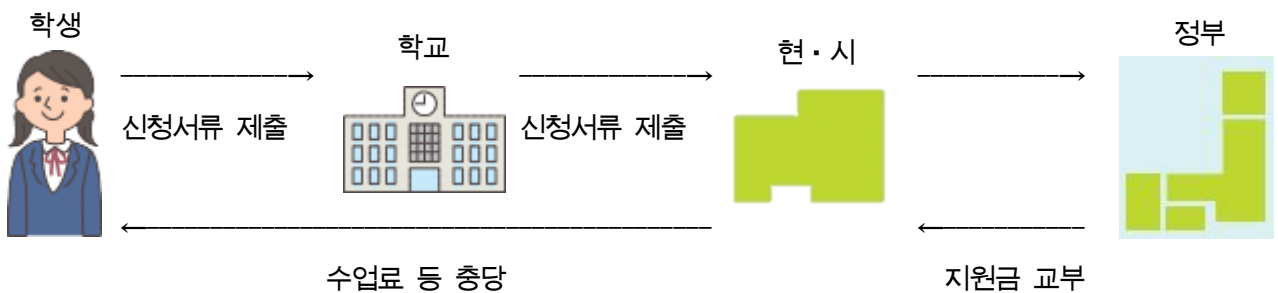 학생
학교
현·시
정부
신청서류 제출
신청서류 제출
수업료 등 충당
지원금 교부